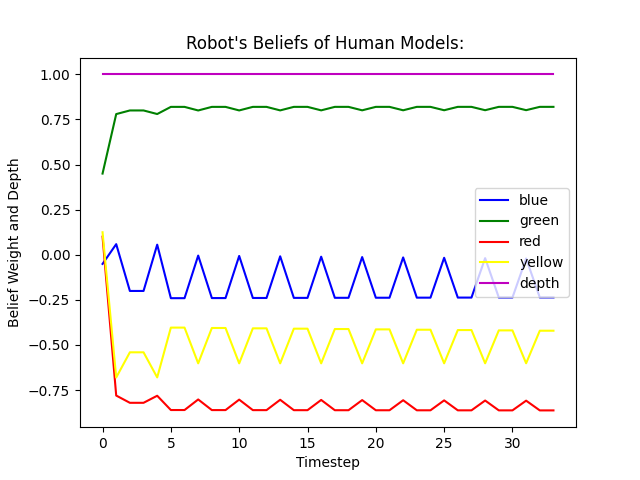 Robot's Beliefs of Human Models:
1.00
0.75
0.50
0.25
0.00
−0.25
−0.50
−0.75
Belief Weight and Depth
blue
green
red
yellow
depth
0 5 10 15 20 25 30
Timestep